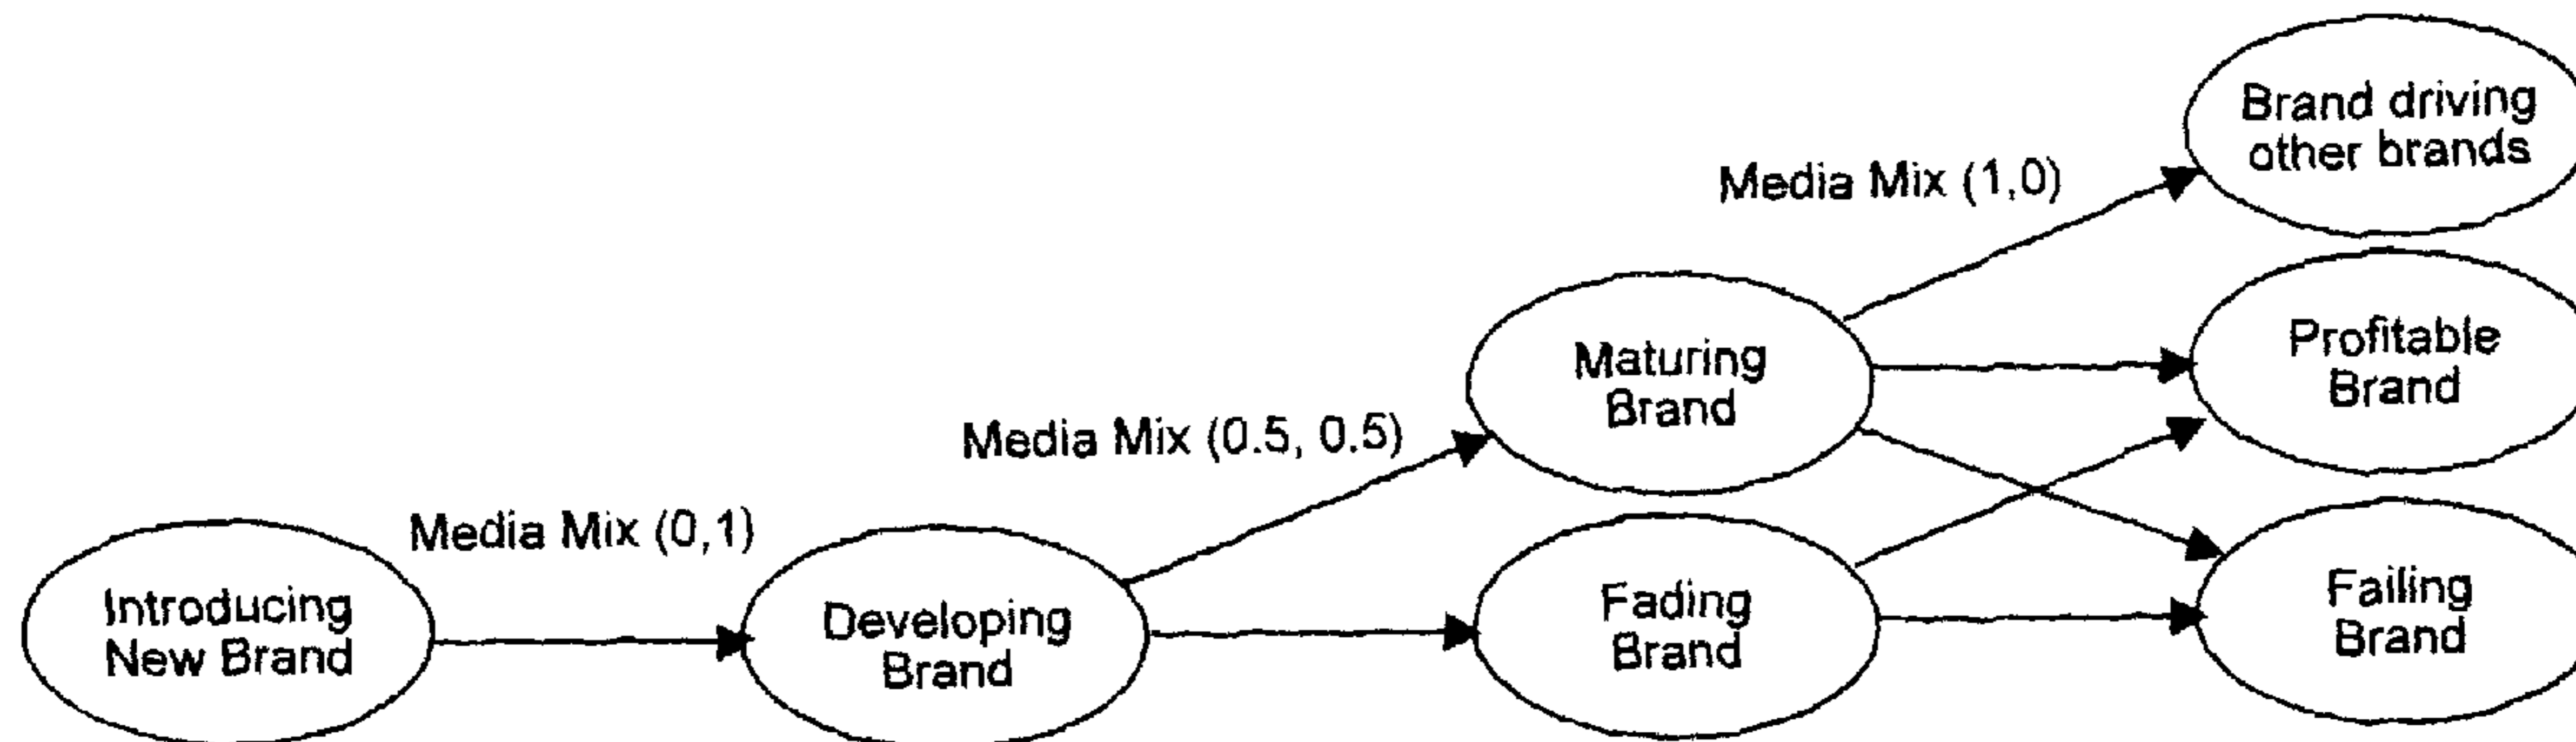 Brand driving
other brands
Media Mix (1,0)
Maturing
Brand
Profitable
Brand
Media Mix (0.5, 0.5)
Media Mix (0,1)
Introducing
New Brand
Developing
Brand
Fading
Brand
Failing
Brand